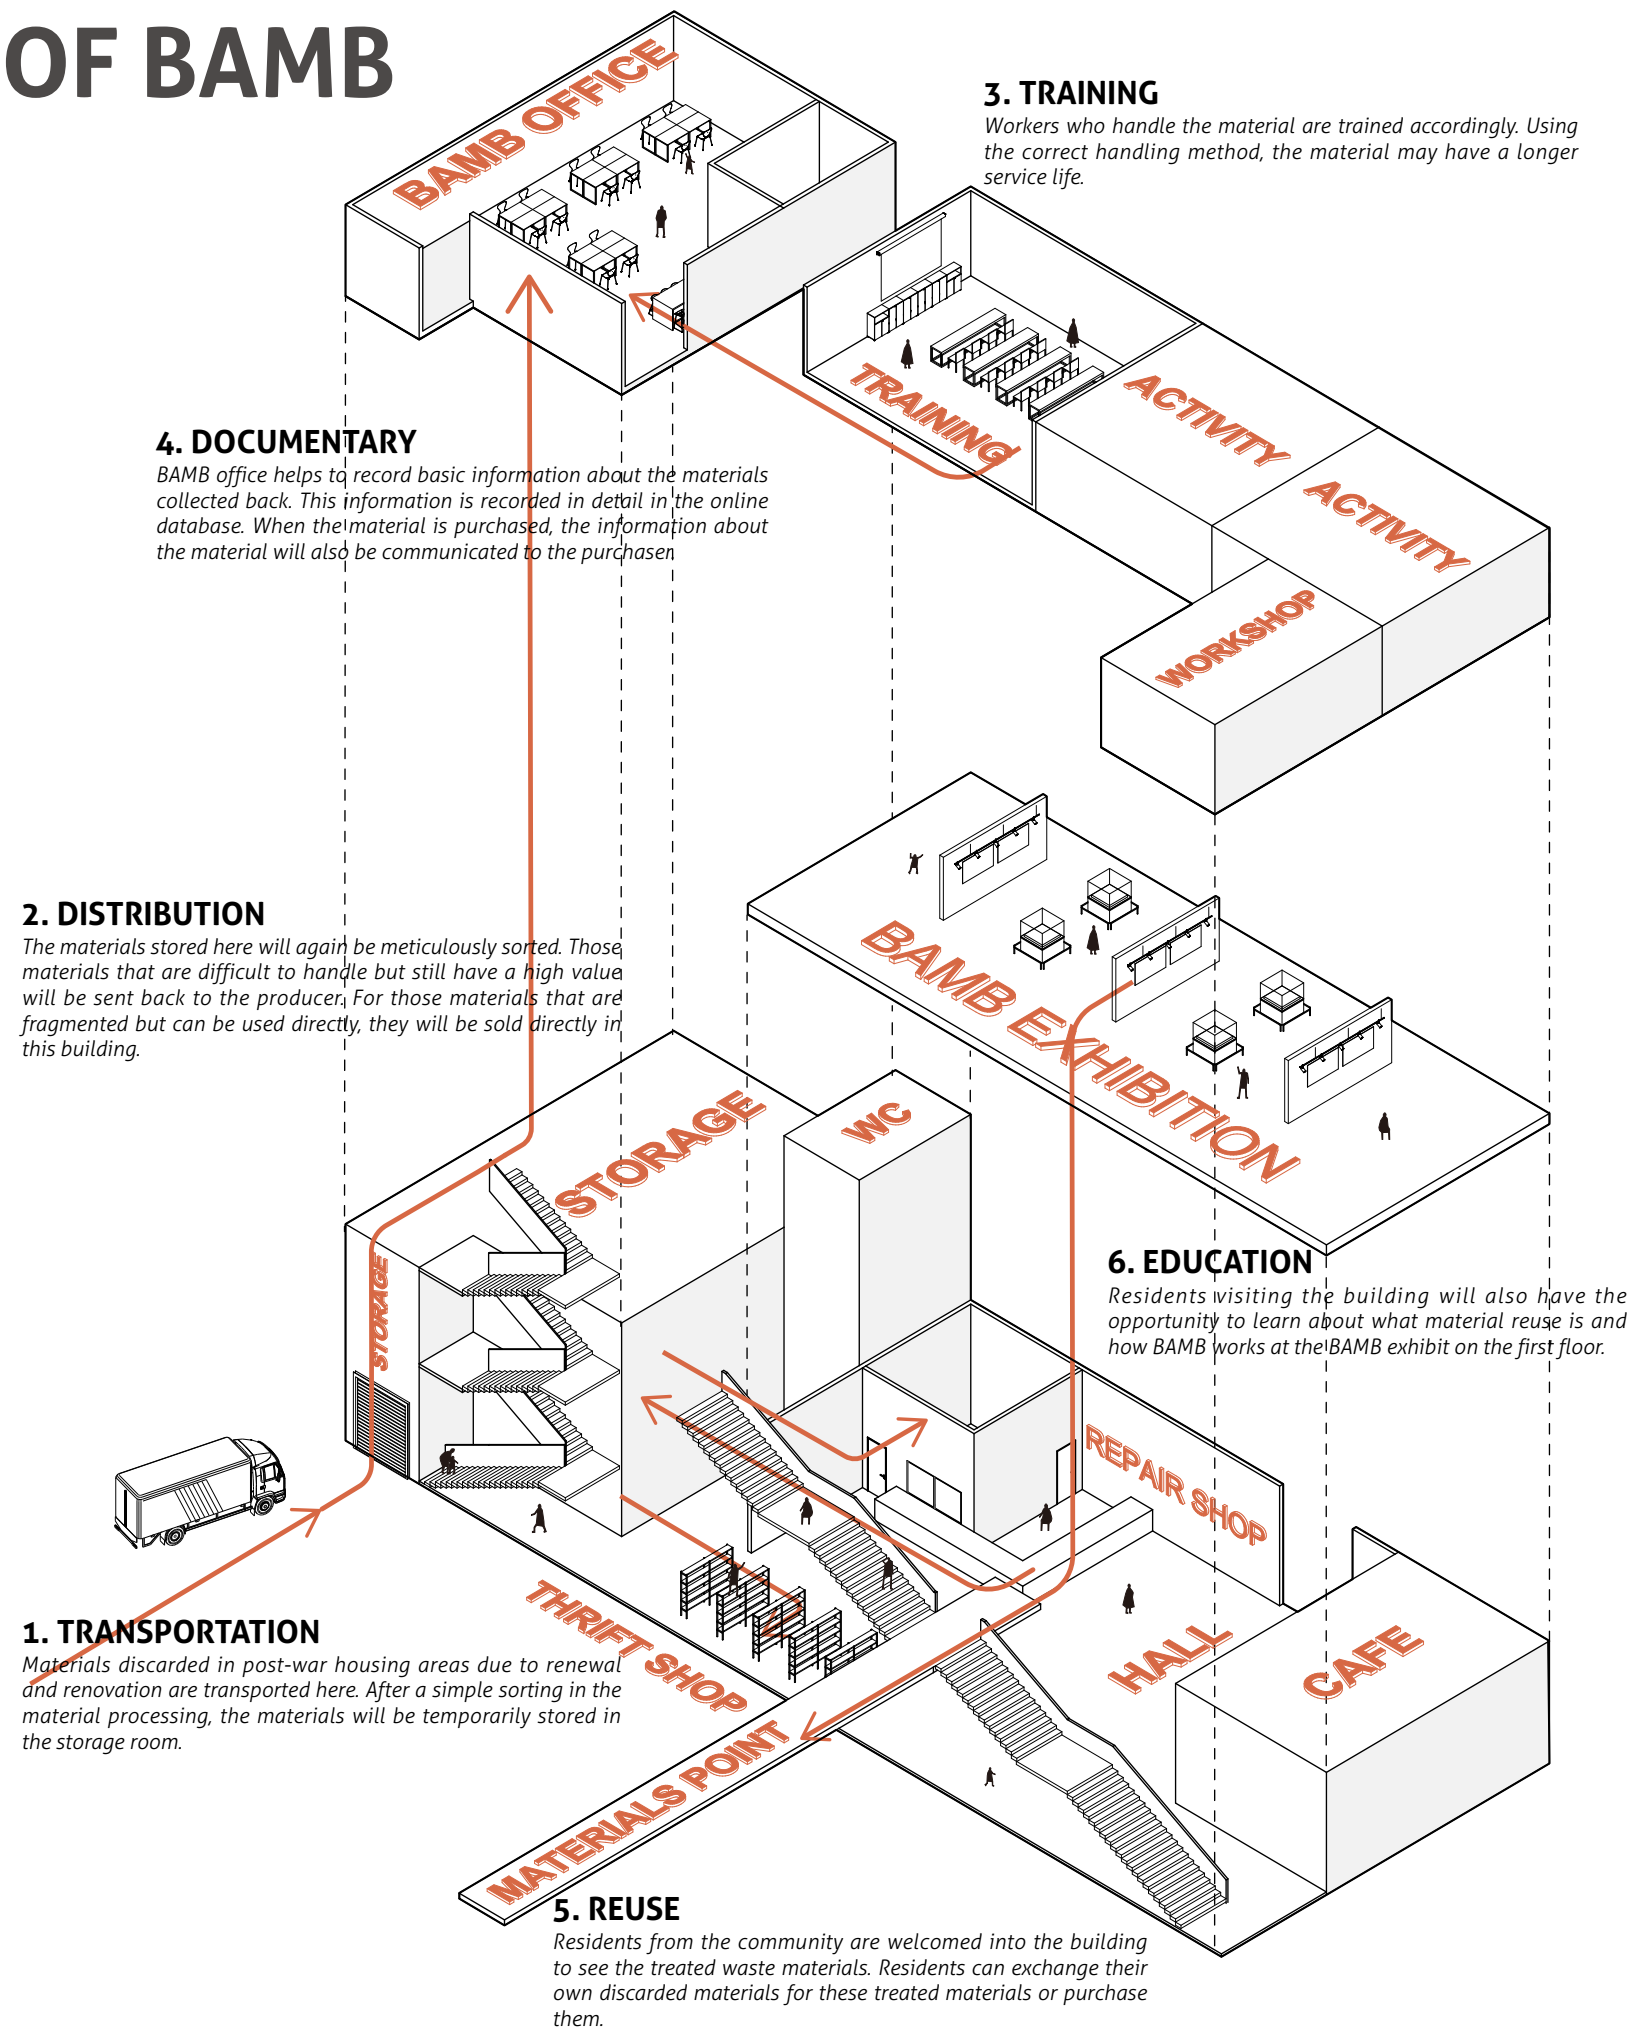 OF BAMB
BAMB OFFICE
3. TRAINING
Workers who handle the material are trained accordingly. Using
the correct handling method, the material may have a longer
service life.
TRAINING
ACTIVITY
ACTIVITY
WORKSHOP
4. DOCUMENTARY
BAMB office helps to record basic information about the materials
collected back. This information is recorded in detail in the online
database. When the material is purchased, the information about
the material will also be communicated to the purchaser.
2. DISTRIBUTION
The materials stored here will again be meticulously sorted. Those
materials that are difficult to handle but still have a high value
will be sent back to the producer. For those materials that are
fragmented but can be used directly, they will be sold directly in
this building.
BAMB EXHIBITION
STORAGE
WC
STORAGE
6. EDUCATION
Residents visiting the building will also have the
opportunity to learn about what material reuse is and
how BAMB works at the BAMB exhibit on the first floor.
REPAIR SHOP
1. TRANSPORTATION
Materials discarded in post-war housing areas due to renewal
and renovation are transported here. After a simple sorting in the
material processing, the materials will be temporarily stored in
the storage room.
THRIFT SHOP
HALL
CAFE
MATERIALS POINT
5. REUSE
Residents from the community are welcomed into the building
to see the treated waste materials. Residents can exchange their
own discarded materials for these treated materials or purchase
them.